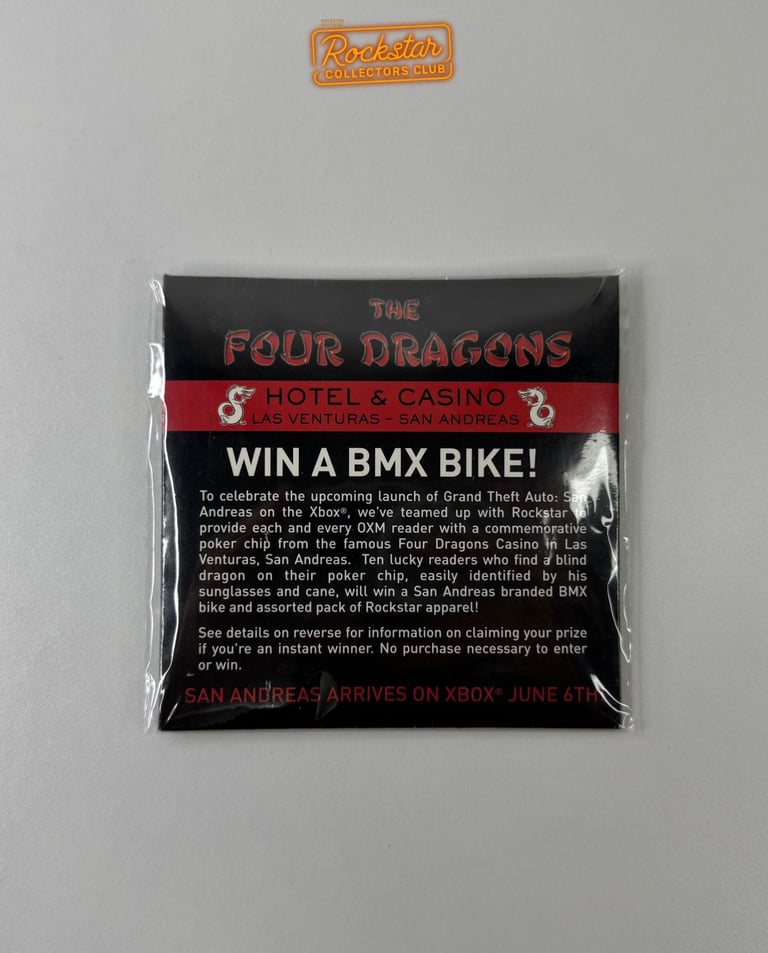 Rockstar
COLLECTORS CLUB
THE
FOUR DRAGONS
HOTEL & CASINO
LAS VENTURAS - SAN ANDREAS
WIN A BMX BIKE!
To celebrate the upcoming launch of Grand Theft Auto: San
Andreas on the Xbox®, we've teamed up with Rockstar to
provide each and every OXM reader with a commemorative
poker chip from the famous Four Dragons Casino in Las
Venturas, San Andreas. Ten lucky readers who find a blind
dragon on their poker chip, easily identified by his
sunglasses and cane, will win a San Andreas branded BMX
bike and assorted pack of Rockstar apparel!
See details on reverse for information on claiming your prize
if you're an instant winner. No purchase necessary to enter
or win.
SAN ANDREAS ARRIVES ON XBOX® JUNE 6TH